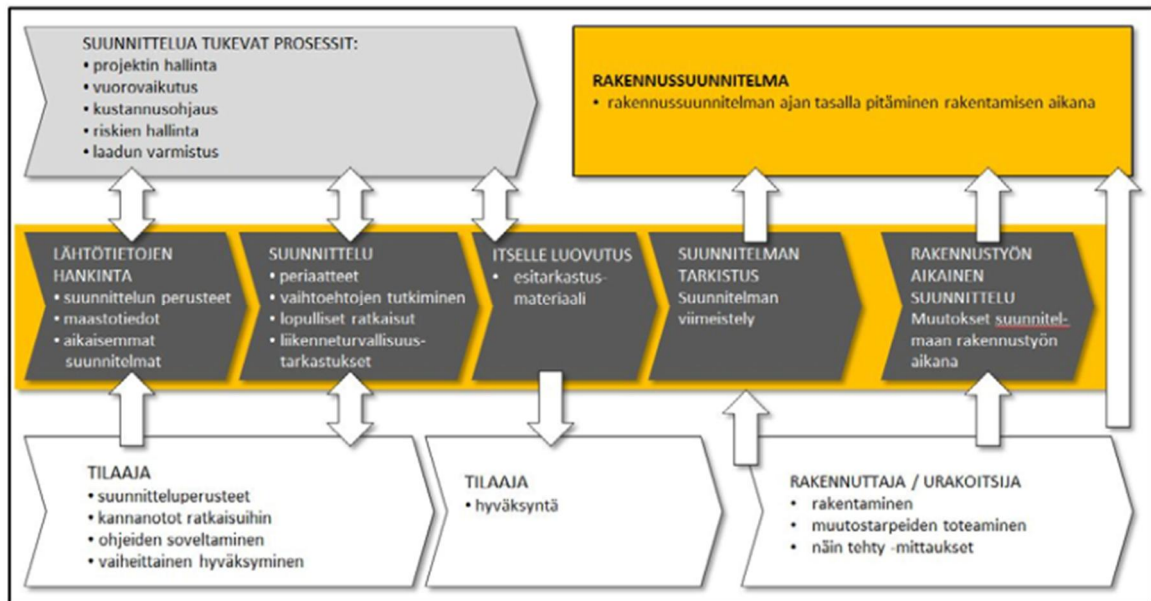 SUUNNITTELUA TUKEVAT PROSESSIT:
• projektin hallinta
• vuorovaikutus
• kustannusohjaus
• riskien hallinta
• laadun varmistus
RAKENNUSSUUNNITELMA
• rakennussuunnitelman ajan tasalla pitäminen rakentamisen aikana
LÄHTÖTIETOJEN
HANKINTA
• suunnittelun perusteet
• maastotiedot
• aikaisemmat
suunnitelmat
SUUNNITTELU
• periaatteet
• vaihtoehtojen tutkiminen
• lopulliset ratkaisut
• liikenneturvallisuus-
tarkastukset
ITSELLE LUOVUTUS
• esitarkastus-
materiaali
SUUNNITELMAN
TARKISTUS
Suunnitelman
viimeistely
RAKENNUSTYÖN
AIKAINEN
SUUNNITTELU
Muutokset suunnitel-
maan rakennustyön
aikana
TILAAJA
• suunnitteluperusteet
• kannanotot ratkaisuihin
• ohjeiden soveltaminen
• vaiheittainen hyväksyminen
TILAAJA
• hyväksyntä
RAKENNUTTAJA / URAKOITSIJA
• rakentaminen
• muutostarpeiden toteaminen
• näin tehty -mittaukset